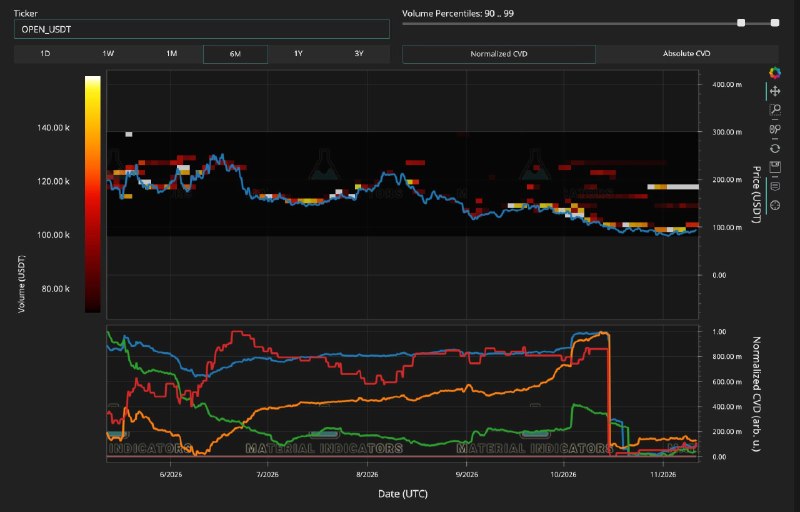 Ticker
Volume Percentiles: 90 .. 99
OPEN_USDT
1D 1W 1M 6M 1Y 3Y
Normalized CVD Absolute CVD
400.00 m
140.00 k
300.00 m
120.00 k
200.00 m
100.00 k
100.00 m
80.00 k
0.00
Volume (USDT)
Price (USDT)
1.00
800.00 m
600.00 m
400.00 m
200.00 m
0.00
Normalized CVD (arb. u.)
INDICATORS MATERIAL INDICATORS MATERIAL INDICATORS
6/2026 7/2026 8/2026 9/2026 10/2026 11/2026
Date (UTC)